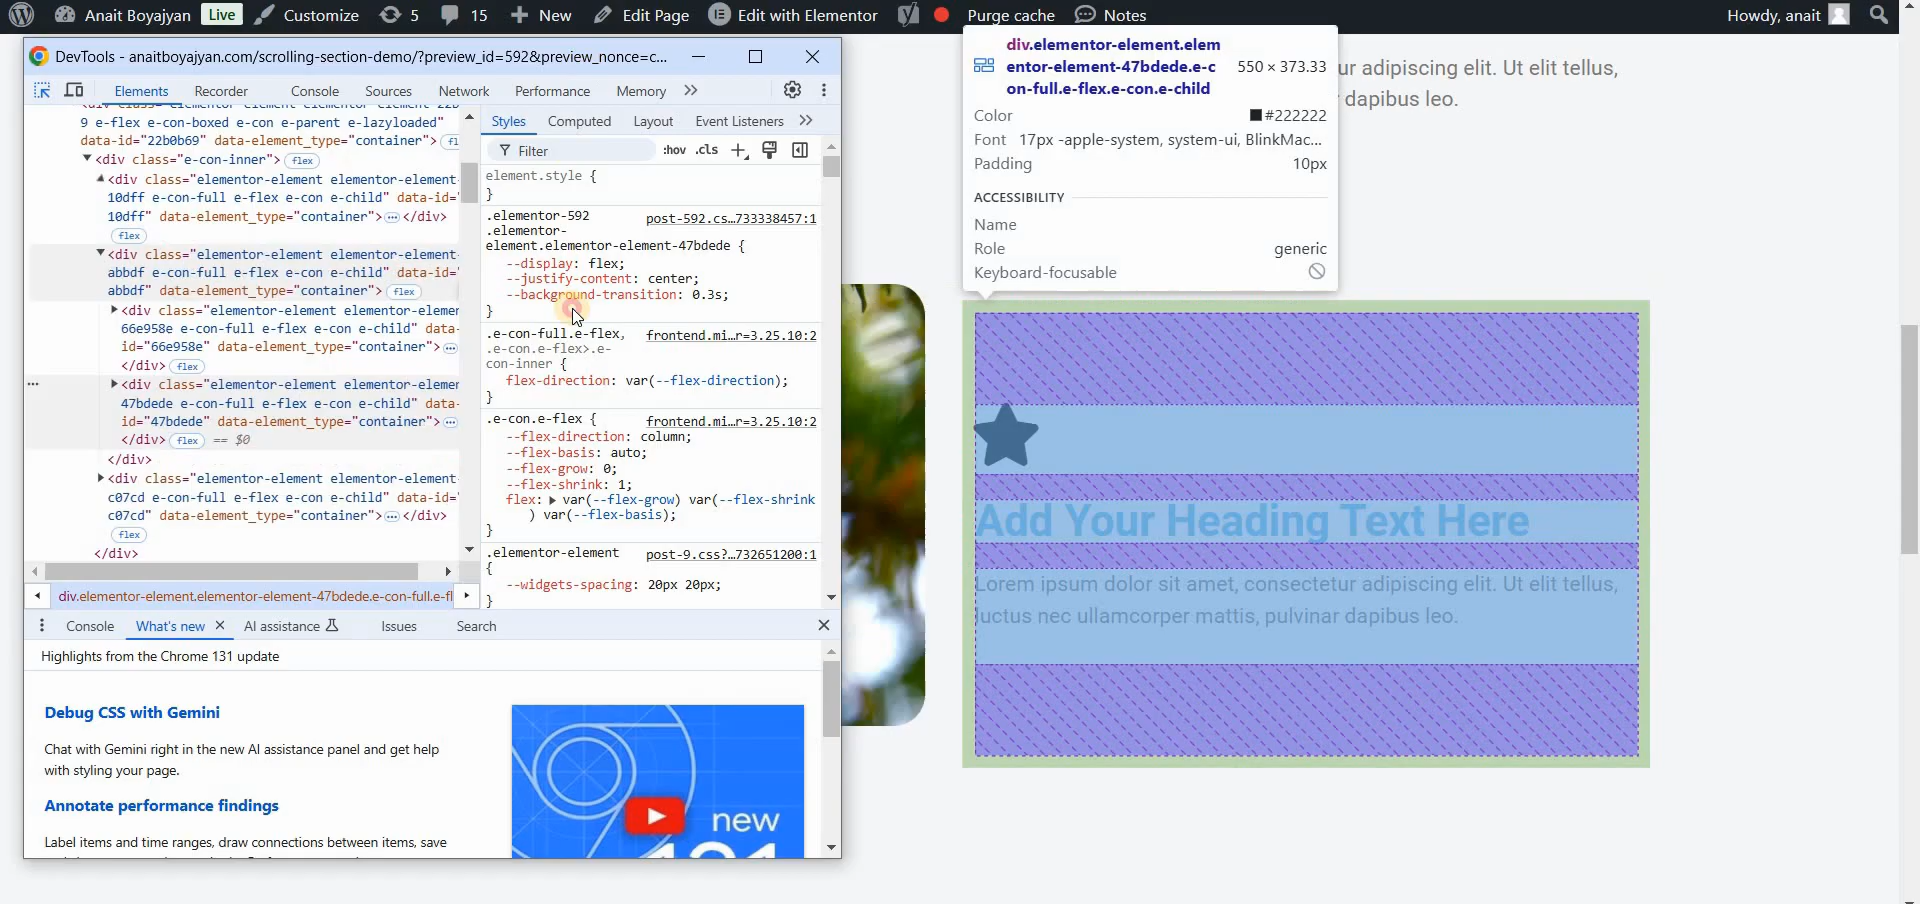 Anait Boyajyan Live Customize 5 15 New Edit Page Edit with Elementor Purge cache Notes Howdy, anait
DevTools - anaitboyajyan.com/scrolling-section-demo/?preview_id=592&preview_nonce=c...
Elements Recorder Console Sources Network Performance Memory
9 e-flex e-con-boxed e-con e-parent e-lazyloaded"
data-id="22b0b69" data-element_type="container">
<div class="e-con-inner"> flex
<div class="elementor-element elementor-element-
10dff e-con-full e-flex e-con e-child" data-id="
10dff" data-element_type="container"> </div>
flex
<div class="elementor-element elementor-element-
abbdf e-con-full e-flex e-con e-child" data-id="
abbdf" data-element_type="container"> flex
<div class="elementor-element elementor-elemen
66e958e e-con-full e-flex e-con e-child" data-
id="66e958e" data-element_type="container">
</div> flex
<div class="elementor-element elementor-elemen
47bdede e-con-full e-flex e-con e-child" data-
id="47bdede" data-element_type="container">
</div> flex == $0
</div>
<div class="elementor-element elementor-element-
c07cd e-con-full e-flex e-con e-child" data-id="
c07cd" data-element_type="container"> </div>
flex
</div>
div.elementor-element.elementor-element-47bdede.e-con-full.e-fl
Styles Computed Layout Event Listeners
Filter :hov .cls
element.style {
}
.elementor-592 post-592.cs...733338457:1
.elementor-
element.elementor-element-47bdede {
--display: flex;
--justify-content: center;
--background-transition: 0.3s;
}
.e-con-full.e-flex, frontend.mi...r=3.25.10:2
.e-con.e-flex>.e-
con-inner {
flex-direction: var(--flex-direction);
}
.e-con.e-flex { frontend.mi...r=3.25.10:2
--flex-direction: column;
--flex-basis: auto;
--flex-grow: 0;
--flex-shrink: 1;
flex: var(--flex-grow) var(--flex-shrink
) var(--flex-basis);
}
.elementor-element post-9.css?...732651200:1
{
--widgets-spacing: 20px 20px;
}
Console What's new AI assistance Issues Search
Highlights from the Chrome 131 update
Debug CSS with Gemini
Chat with Gemini right in the new AI assistance panel and get help
with styling your page.
Annotate performance findings
Label items and time ranges, draw connections between items, save
new
131
div.elementor-element.elem
entor-element-47bdede.e-c
on-full.e-flex.e-con.e-child
550 × 373.33
Color #222222
Font 17px -apple-system, system-ui, BlinkMac...
Padding 10px
ACCESSIBILITY
Name
Role generic
Keyboard-focusable
ur adipiscing elit. Ut elit tellus,
dapibus leo.
Add Your Heading Text Here
Lorem ipsum dolor sit amet, consectetur adipiscing elit. Ut elit tellus,
luctus nec ullamcorper mattis, pulvinar dapibus leo.